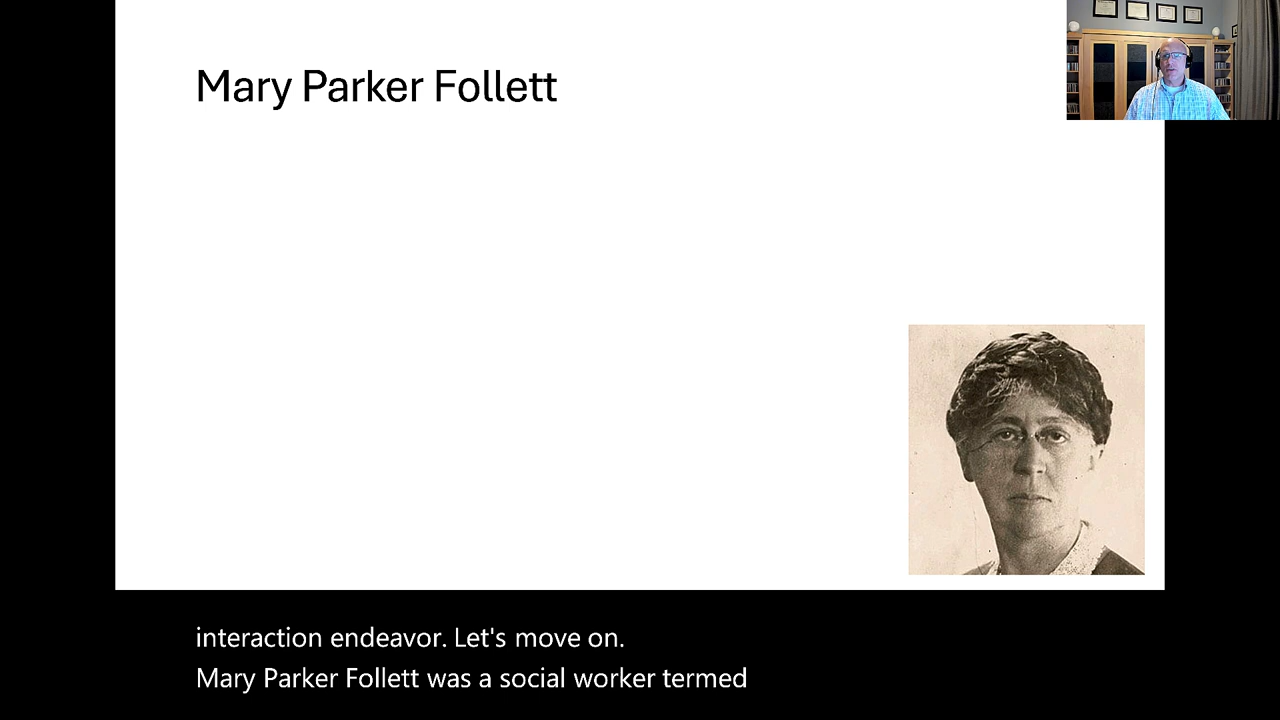 Mary Parker Follett
interaction endeavor. Let's move on.
Mary Parker Follett was a social worker termed